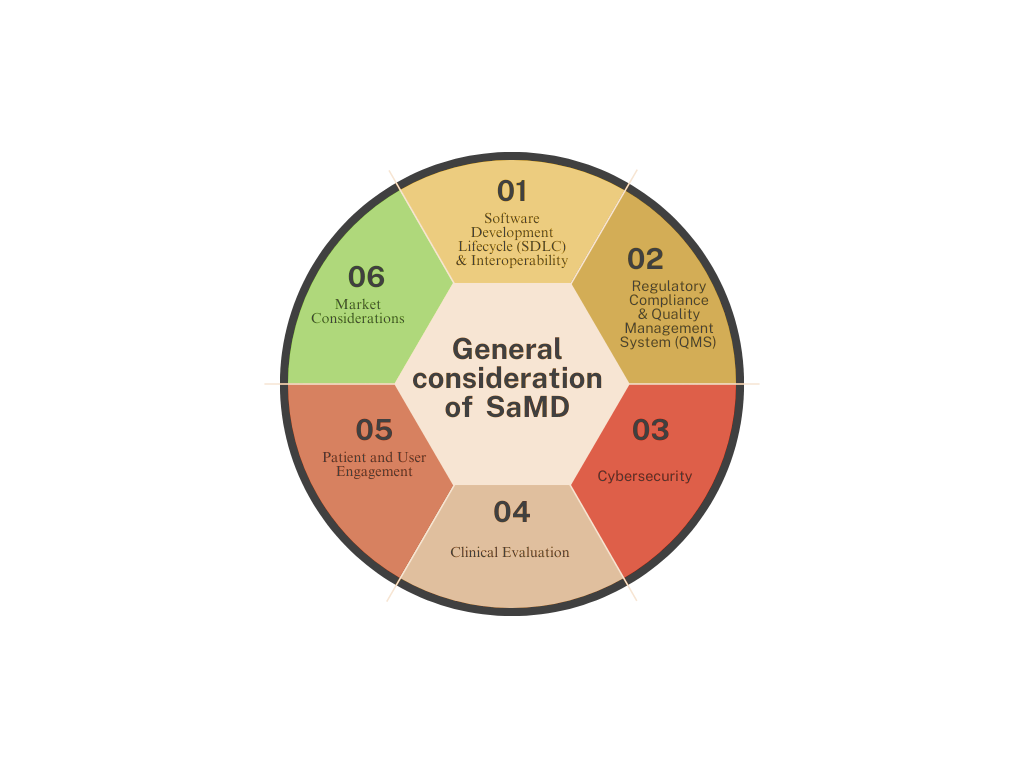 01
Software
Development
Lifecycle (SDLC)
& Interoperability
02
Regulatory
Compliance
& Quality
Management
System (QMS)
03
Cybersecurity
04
Clinical Evaluation
05
Patient and User
Engagement
06
Market
Considerations
General
consideration
of SaMD